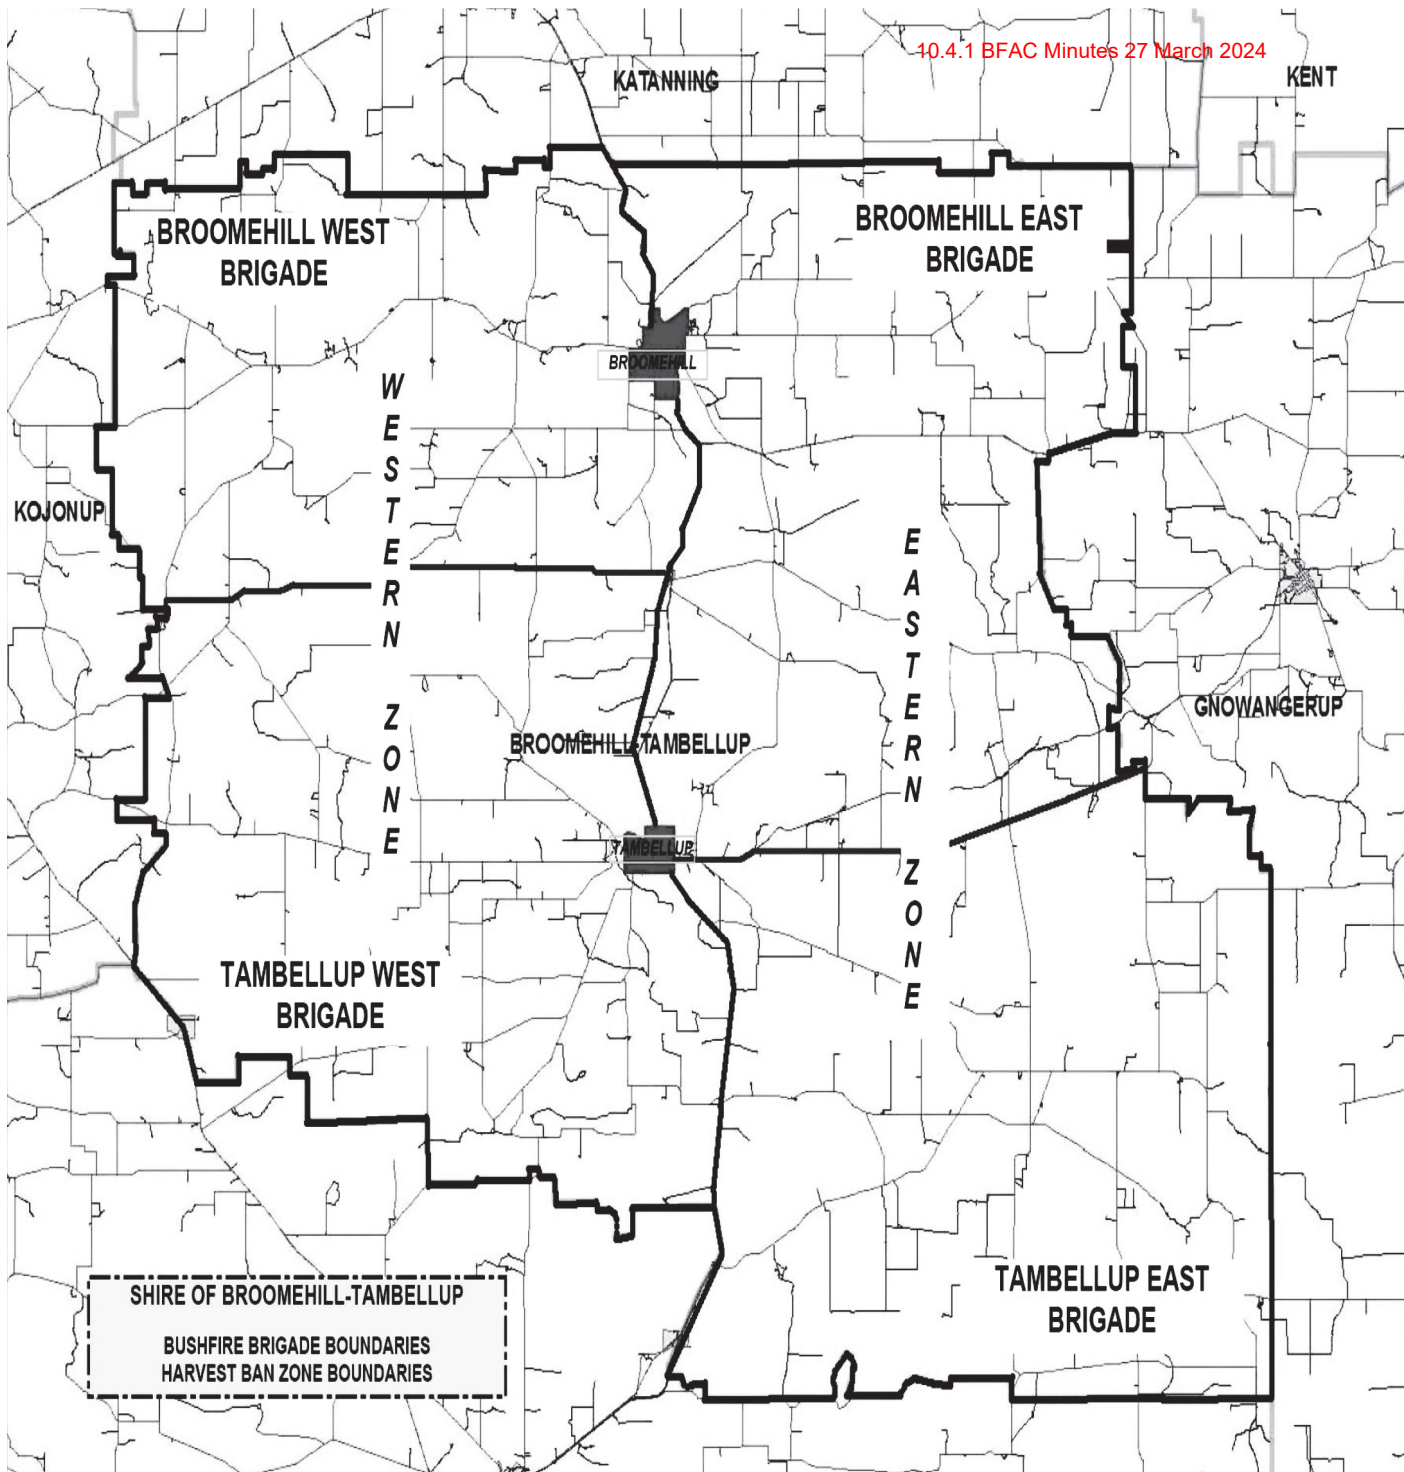 10.4.1 BFAC Minutes 27 March 2024
KATANNING
KENT
BROOMEHILL WEST
BRIGADE
BROOMEHILL EAST
BRIGADE
BROOMEHILL
WESTERN ZONE
KOJONUP
EASTERN ZONE
GNOWANGERUP
BROOMEHILL-TAMBELLUP
TAMBELLUP
TAMBELLUP WEST
BRIGADE
TAMBELLUP EAST
BRIGADE
SHIRE OF BROOMEHILL-TAMBELLUP
BUSHFIRE BRIGADE BOUNDARIES
HARVEST BAN ZONE BOUNDARIES